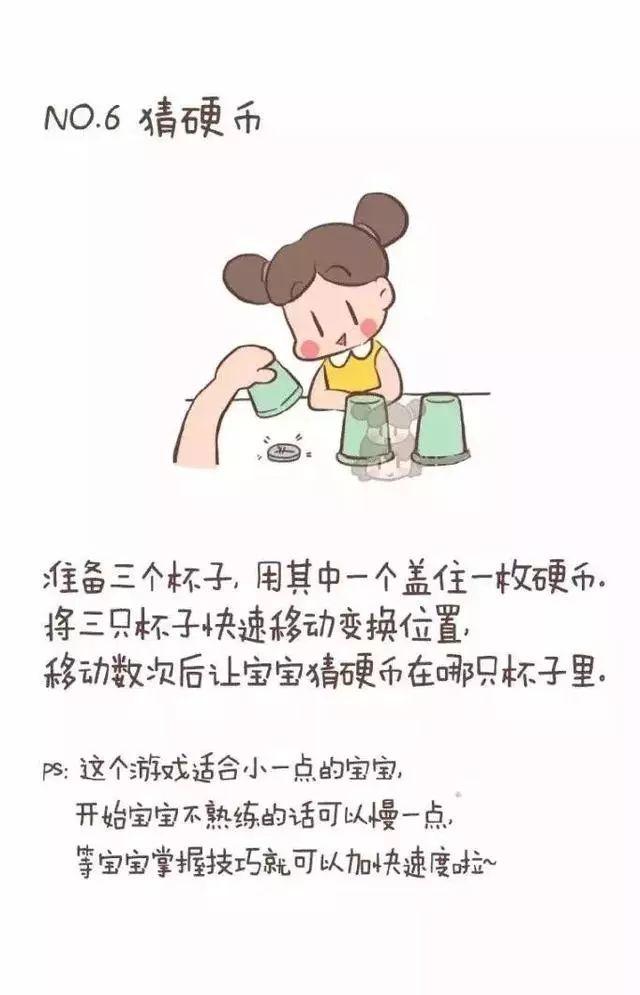 NO.6 猜硬币
准备三个杯子,用其中一个盖住一枚硬币.
将三只杯子快速移动变换位置,
移动数次后让宝宝猜硬币在哪只杯子里.
PS: 这个游戏适合小一点的宝宝,
开始宝宝不熟练的话可以慢一点,
等宝宝掌握技巧就可以加快速度啦~